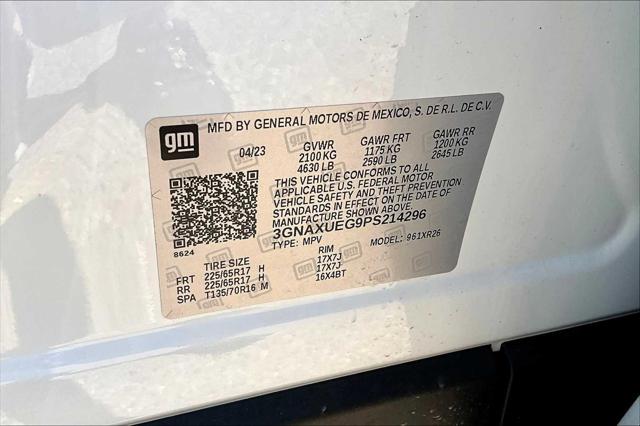 gm
MFD BY GENERAL MOTORS DE MEXICO, S. DE R.L. DE C.V.
04/23 GVWR GAWR FRT GAWR RR
2100 KG 1175 KG 1200 KG
4630 LB 2590 LB 2645 LB
THIS VEHICLE CONFORMS TO ALL
APPLICABLE U.S. FEDERAL MOTOR
VEHICLE SAFETY AND THEFT PREVENTION
STANDARDS IN EFFECT ON THE DATE OF
MANUFACTURE SHOWN ABOVE.
3GNAXUEG9PS214296
8624 TYPE: MPV MODEL: 961XR26
TIRE SIZE RIM
FRT 225/65R17 H 17X7J
RR 225/65R17 H 17X7J
SPA T135/70R16 M 16X4BT